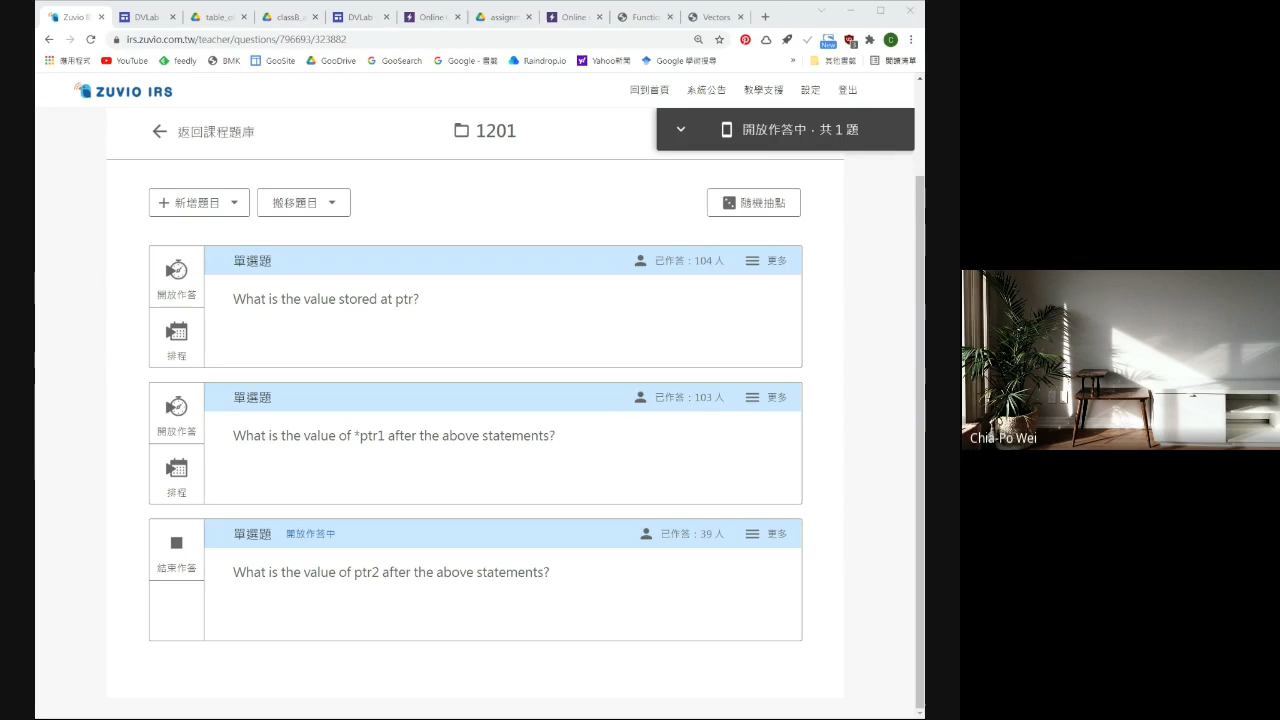 Zuvio I
DVLab
table_o
classB_a
DVLab
Online
assignm
Online
Functio
Vectors
irs.zuvio.com.tw/teacher/questions/796693/323882
New
C
應用程式
YouTube
feedly
BMK
GooSite
GooDrive
GooSearch
Google - 書籤
Raindrop.io
Yahoo新聞
Google 學術搜尋
»
其他書籤
閱讀清單
ZUVIO IRS
回到首頁
系統公告
教學支援
設定
登出
返回課程題庫
1201
開放作答中．共 1 題
新增題目
搬移題目
隨機抽點
單選題
已作答：104 人
更多
開放作答
What is the value stored at ptr?
排程
單選題
已作答：103 人
更多
開放作答
What is the value of *ptr1 after the above statements?
排程
單選題
開放作答中
已作答：39 人
更多
結束作答
What is the value of ptr2 after the above statements?
Chia-Po Wei